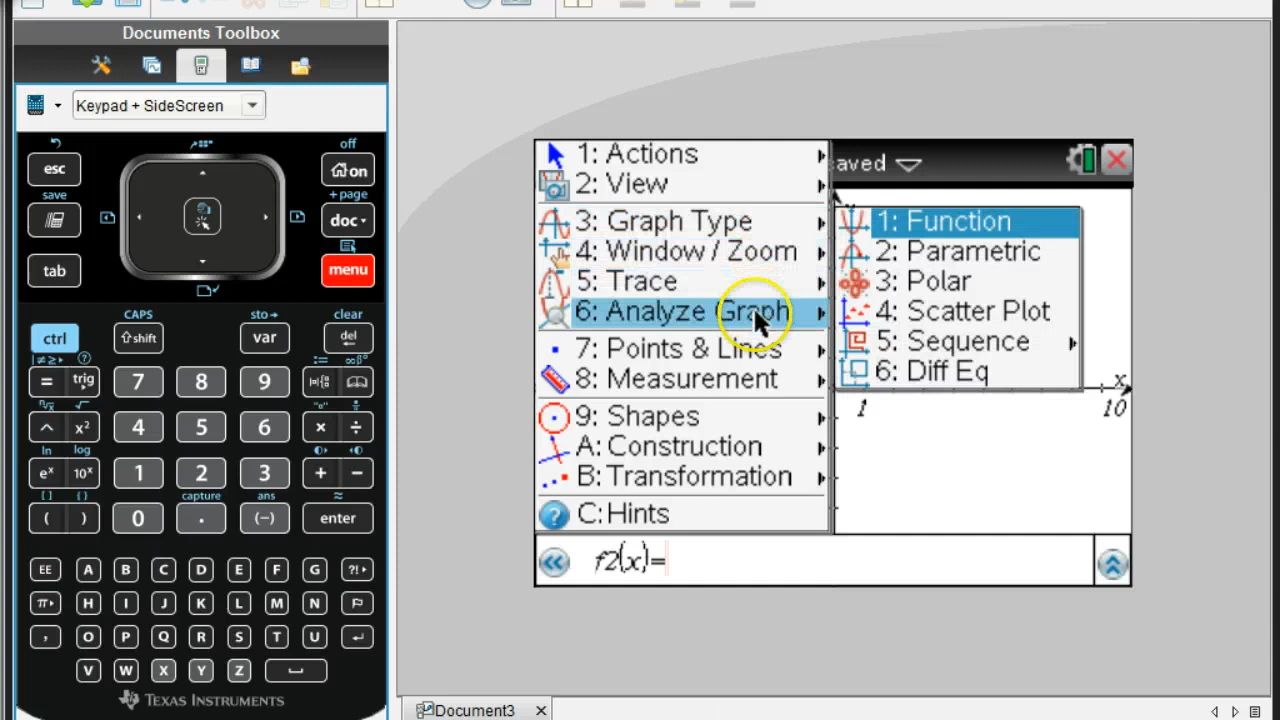 Documents Toolbox
Keypad + SideScreen
off
esc
on
save
+ page
doc
tab
menu
CAPS
sto→
clear
ctrl
⇧shift
var
del
= trig 7 8 9
ln log
^ x² 4 5 6 × ÷
eˣ 10ˣ 1 2 3 + −
[ ] { } capture ans ≈
( ) 0 . (−) enter
EE A B C D E F G ?!▸
π▸ H I J K L M N
, O P Q R S T U
V W X Y Z
TEXAS INSTRUMENTS
1: Actions
2: View
3: Graph Type
4: Window / Zoom
5: Trace
6: Analyze Graph
7: Points & Lines
8: Measurement
9: Shapes
A: Construction
B: Transformation
C: Hints
aved
1: Function
2: Parametric
3: Polar
4: Scatter Plot
5: Sequence
6: Diff Eq
x
1 10
f2(x)=
Document3